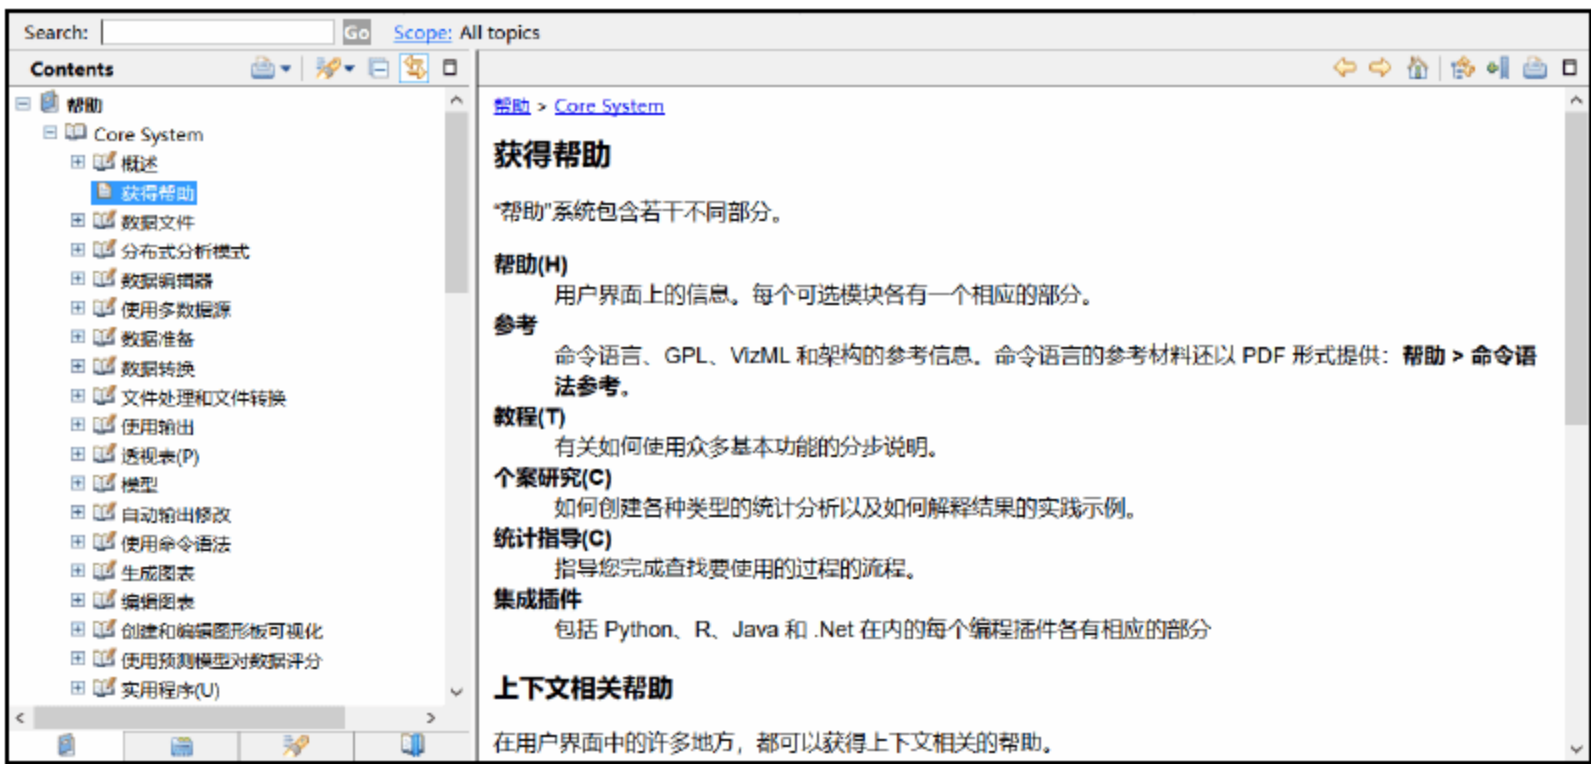 Search: Go Scope: All topics
Contents
帮助
Core System
概述
获得帮助
数据文件
分布式分析模式
数据编辑器
使用多数据源
数据准备
数据转换
文件处理和文件转换
使用输出
透视表(P)
模型
自动输出修改
使用命令语法
生成图表
编辑图表
创建和编辑图形板可视化
使用预测模型对数据评分
实用程序(U)
帮助 > Core System
获得帮助
“帮助”系统包含若干不同部分。
帮助(H)
用户界面上的信息。每个可选模块各有一个相应的部分。
参考
命令语言、GPL、VizML 和架构的参考信息。命令语言的参考材料还以 PDF 形式提供：帮助 > 命令语
法参考。
教程(T)
有关如何使用众多基本功能的分步说明。
个案研究(C)
如何创建各种类型的统计分析以及如何解释结果的实践示例。
统计指导(C)
指导您完成查找要使用的过程的流程。
集成插件
包括 Python、R、Java 和 .Net 在内的每个编程插件各有相应的部分
上下文相关帮助
在用户界面中的许多地方，都可以获得上下文相关的帮助。